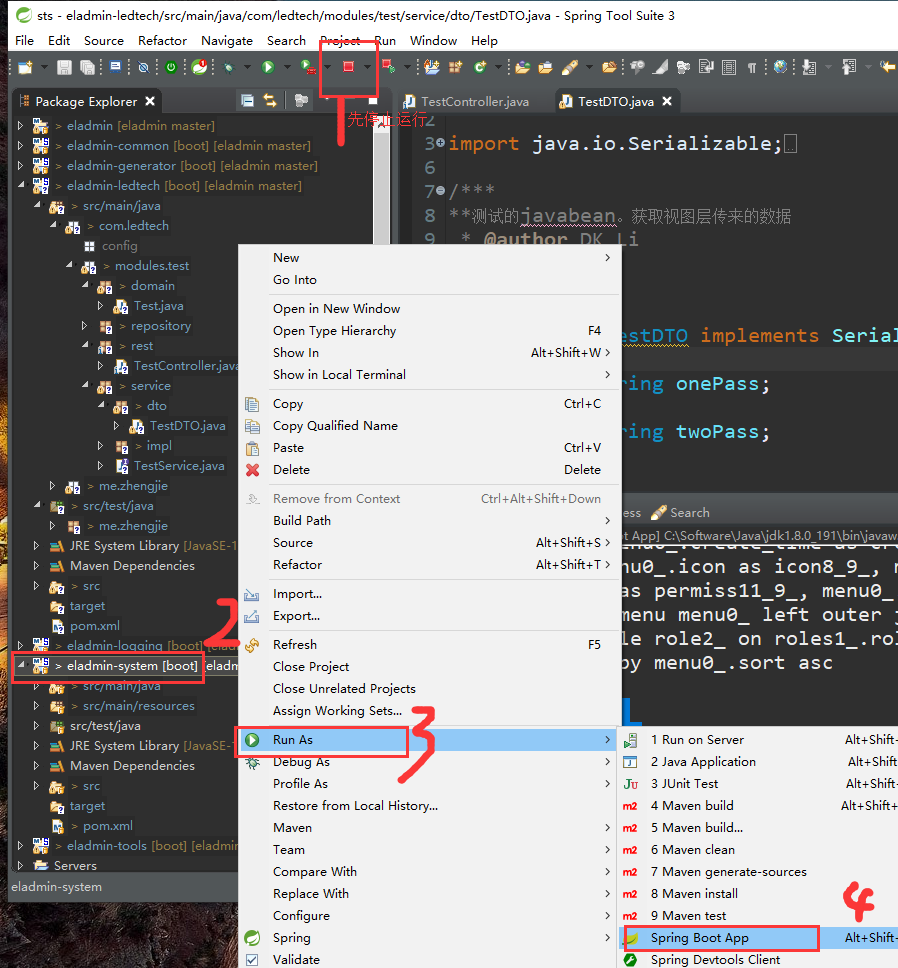 sts - eladmin-ledtech/src/main/java/com/ledtech/modules/test/service/dto/TestDTO.java - Spring Tool Suite 3
File Edit Source Refactor Navigate Search Project Run Window Help
Package Explorer
TestController.java
TestDTO.java
1
先停止运行
> eladmin [eladmin master]
> eladmin-common [boot] [eladmin master]
> eladmin-generator [boot] [eladmin master]
> eladmin-ledtech [boot] [eladmin master]
> src/main/java
> com.ledtech
config
> modules.test
> domain
Test.java
> repository
> rest
TestController.java
> service
> dto
TestDTO.java
> impl
TestService.java
> me.zhengjie
> src/test/java
> me.zhengjie
JRE System Library [JavaSE-1
Maven Dependencies
> src
target
pom.xml
> eladmin-logging [boot]
2
> eladmin-system [boot] [eladm
> src/main/java
> src/main/resources
src/test/java
JRE System Library [JavaSE-1
Maven Dependencies
> src
target
> pom.xml
> eladmin-tools [boot] [eladmin
Servers
eladmin-system
2
3 import java.io.Serializable;
6
7 /***
8 **测试的javabean。获取视图层传来的数据
9 * @author DK Li
estDTO implements Serial
ring onePass;
ring twoPass;
ess Search
ot App] C:\Software\Java\jdk1.8.0_191\bin\javaw
enu0_.create_time as cre
nu0_.icon as icon8_9_, m
as permiss11_9_, menu0_
menu menu0_ left outer j
le role2_ on roles1_.rol
by menu0_.sort asc
New
Go Into
Open in New Window
Open Type Hierarchy F4
Show In Alt+Shift+W
Show in Local Terminal
Copy Ctrl+C
Copy Qualified Name
Paste Ctrl+V
Delete Delete
Remove from Context Ctrl+Alt+Shift+Down
Build Path
Source Alt+Shift+S
Refactor Alt+Shift+T
Import...
Export...
Refresh F5
Close Project
Close Unrelated Projects
Assign Working Sets...
Run As
3
Debug As
Profile As
Restore from Local History...
Maven
Team
Compare With
Replace With
Configure
Spring
Validate
1 Run on Server Alt+Shift-
2 Java Application Alt+Shift
3 JUnit Test Alt+Shift-
4 Maven build Alt+Shift+
5 Maven build...
6 Maven clean
7 Maven generate-sources
8 Maven install
4
9 Maven test
Spring Boot App Alt+Shift-
Spring Devtools Client